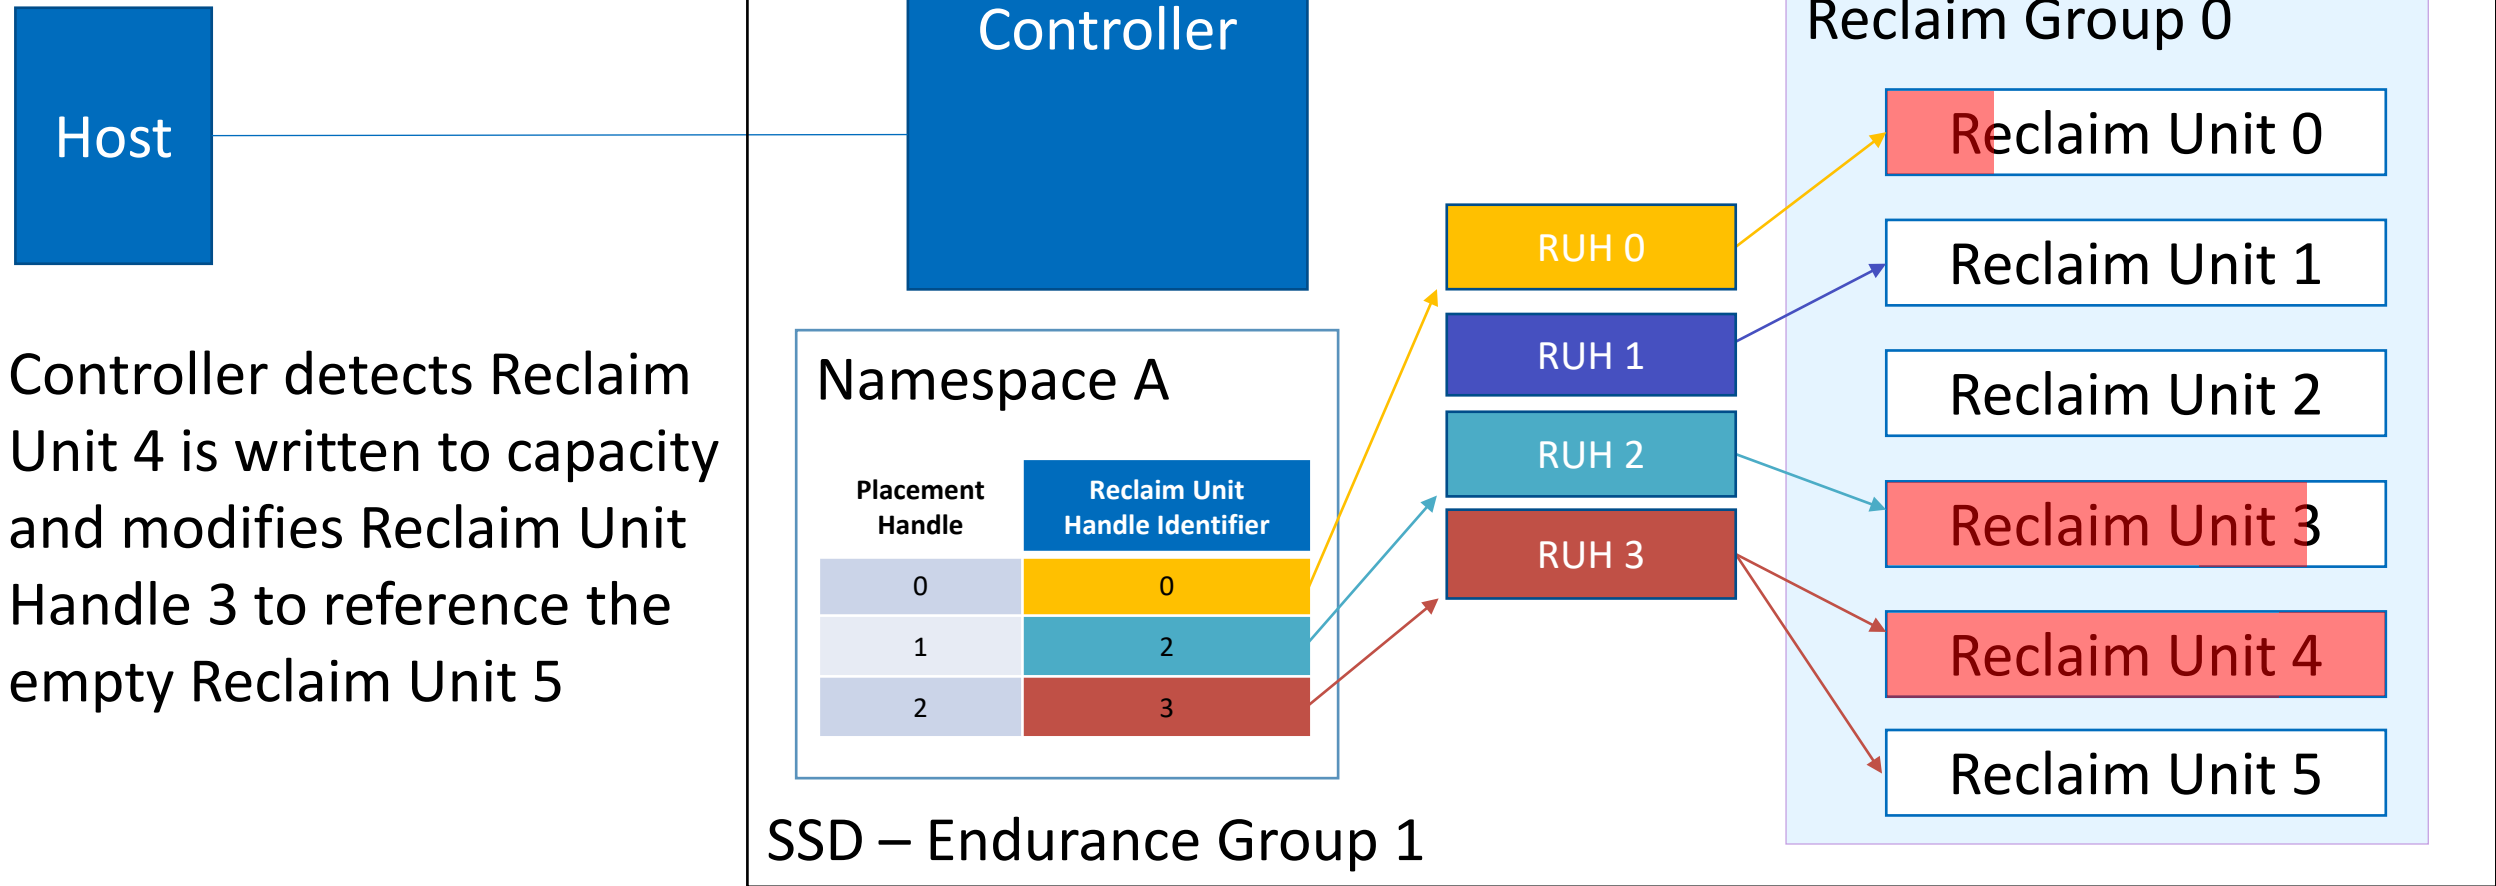 Controller
Reclaim Group 0
Host
Reclaim Unit 0
RUH 0
Reclaim Unit 1
RUH 1
Controller detects Reclaim
Unit 4 is written to capacity
and modifies Reclaim Unit
Handle 3 to reference the
empty Reclaim Unit 5
Namespace A
Reclaim Unit 2
RUH 2
Placement
Handle
Reclaim Unit
Handle Identifier
Reclaim Unit 3
RUH 3
0 0
1 2
2 3
Reclaim Unit 4
Reclaim Unit 5
SSD – Endurance Group 1